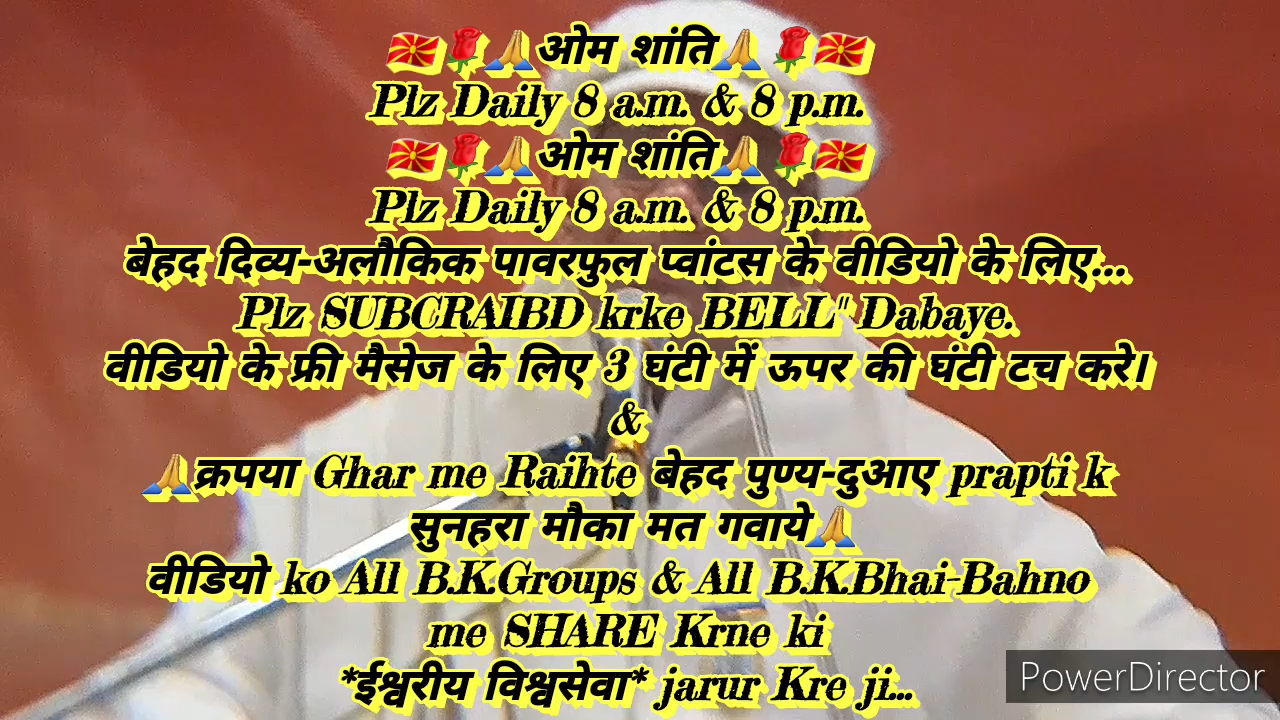 🇲🇰🌹🙏ओम शांति🙏🌹🇲🇰
Plz Daily 8 a.m. & 8 p.m.
🇲🇰🌹🙏ओम शांति🙏🌹🇲🇰
Plz Daily 8 a.m. & 8 p.m.
बेहद दिव्य-अलौकिक पावरफुल प्वांटस के वीडियो के लिए...
Plz SUBCRAIBD krke BELL" Dabaye.
वीडियो के फ्री मैसेज के लिए 3 घंटी में ऊपर की घंटी टच करे।
&
🙏क्रपया Ghar me Raihte बेहद पुण्य-दुआए prapti k
सुनहरा मौका मत गवाये🙏
वीडियो ko All B.K.Groups & All B.K.Bhai-Bahno
me SHARE Krne ki
*ईश्वरीय विश्वसेवा* jarur Kre ji...
PowerDirector